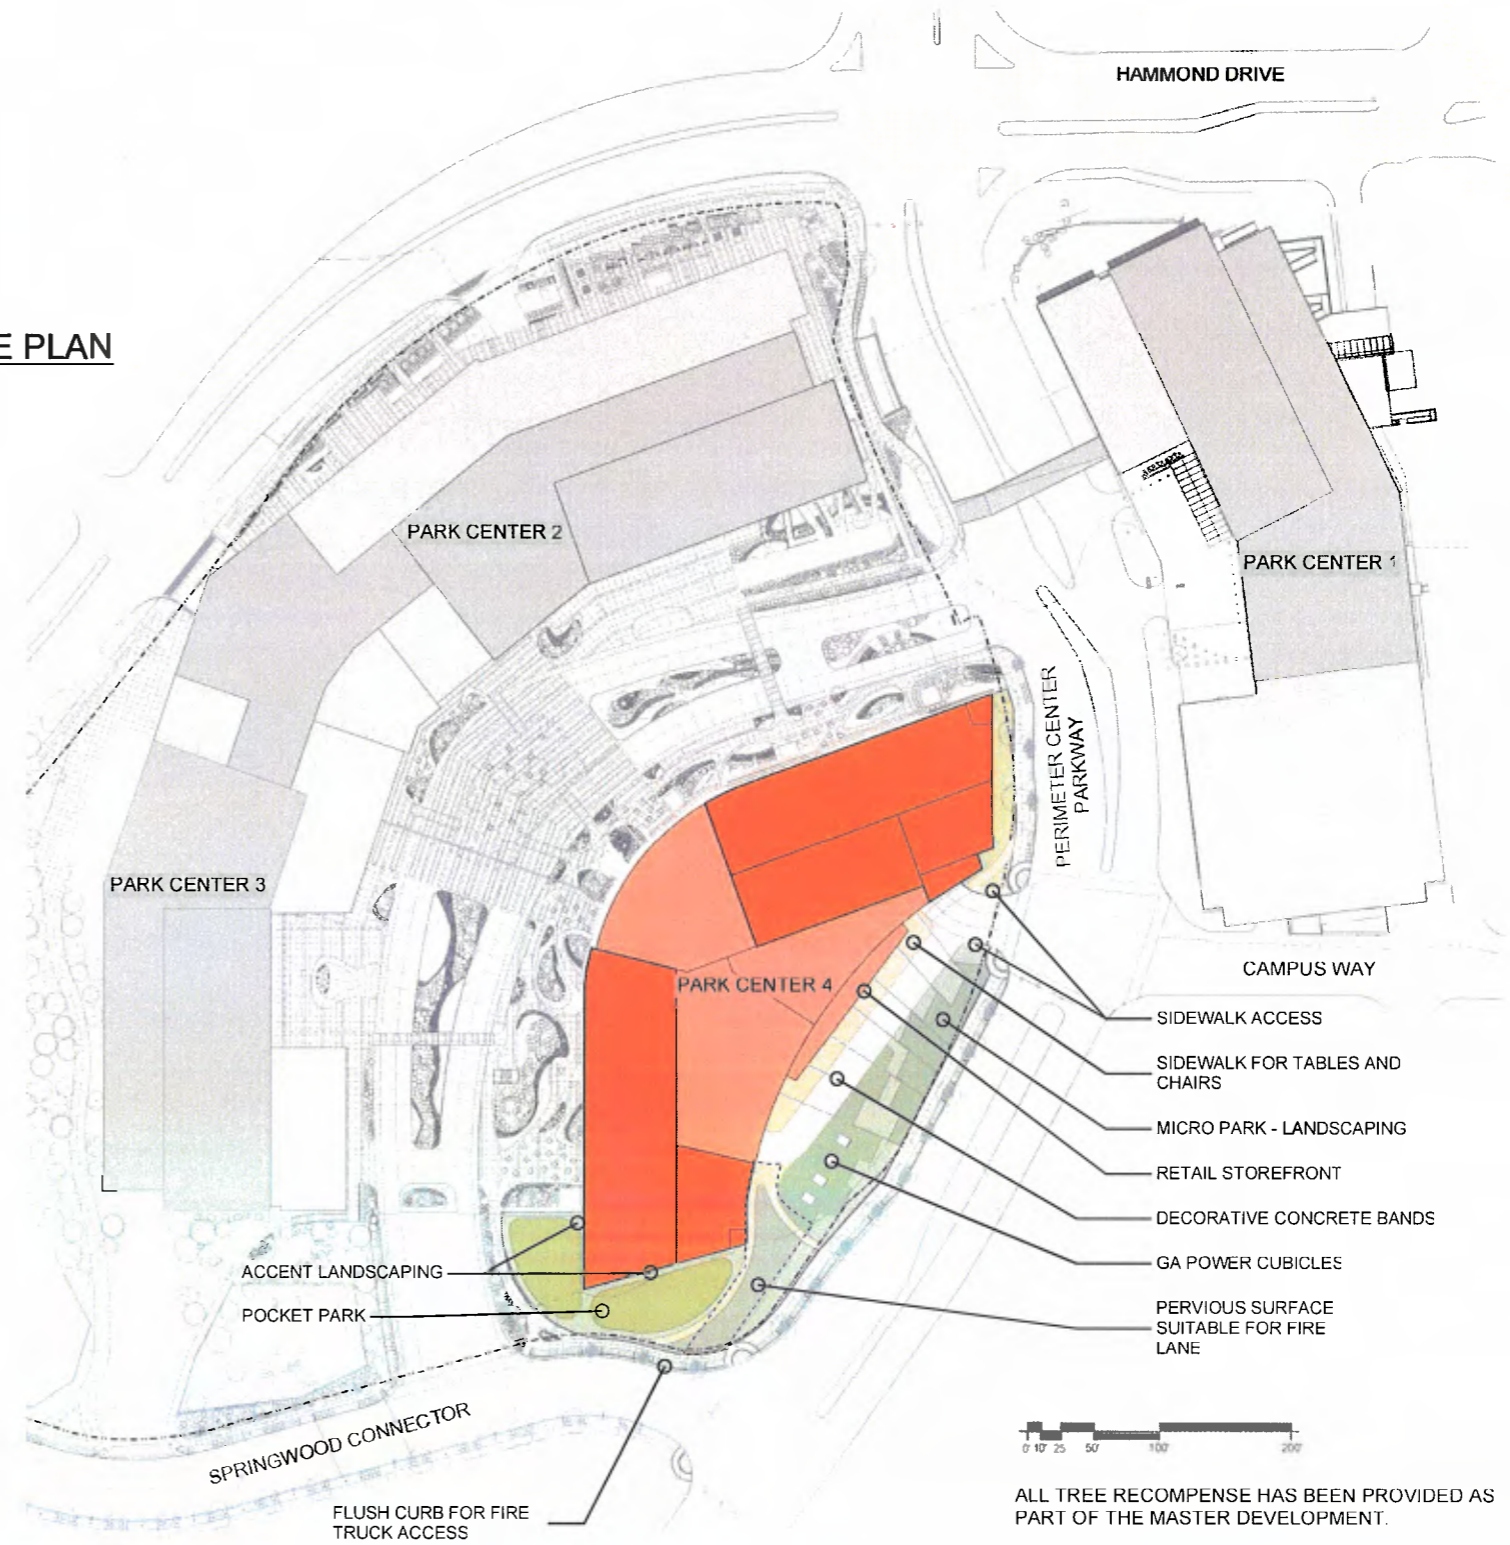 HAMMOND DRIVE
E PLAN
PARK CENTER 2
PARK CENTER 1
PERIMETER CENTER
PARKWAY
PARK CENTER 3
PARK CENTER 4
CAMPUS WAY
SIDEWALK ACCESS
SIDEWALK FOR TABLES AND
CHAIRS
MICRO PARK - LANDSCAPING
RETAIL STOREFRONT
DECORATIVE CONCRETE BANDS
GA POWER CUBICLES
PERVIOUS SURFACE
SUITABLE FOR FIRE
LANE
ACCENT LANDSCAPING
POCKET PARK
SPRINGWOOD CONNECTOR
FLUSH CURB FOR FIRE
TRUCK ACCESS
0' 10' 25 50' 100' 200'
ALL TREE RECOMPENSE HAS BEEN PROVIDED AS
PART OF THE MASTER DEVELOPMENT.